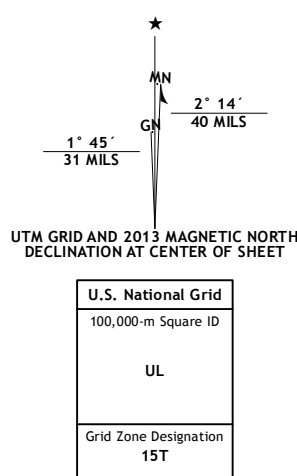 ★
MN
GN
2° 14´
40 MILS
1° 45´
31 MILS
UTM GRID AND 2013 MAGNETIC NORTH
DECLINATION AT CENTER OF SHEET
U.S. National Grid
100,000-m Square ID
UL
Grid Zone Designation
15T